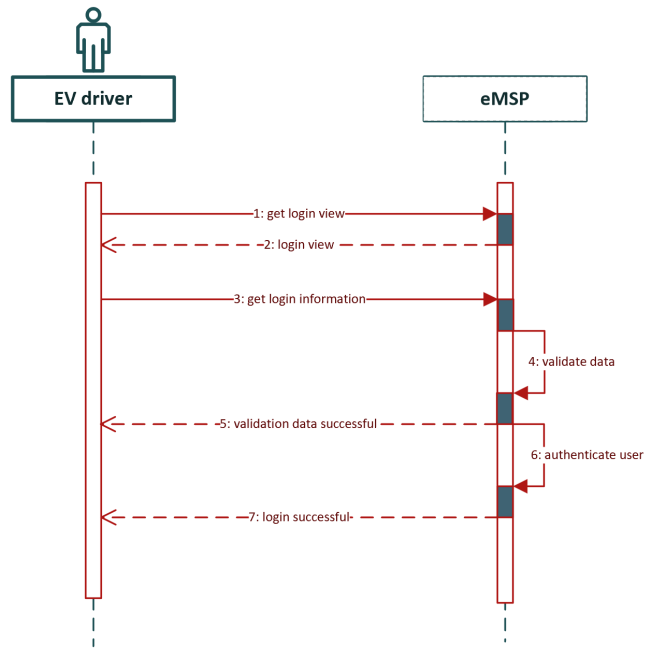 EV driver
eMSP
1: get login view
2: login view
3: get login information
4: validate data
5: validation data successful
6: authenticate user
7: login successful